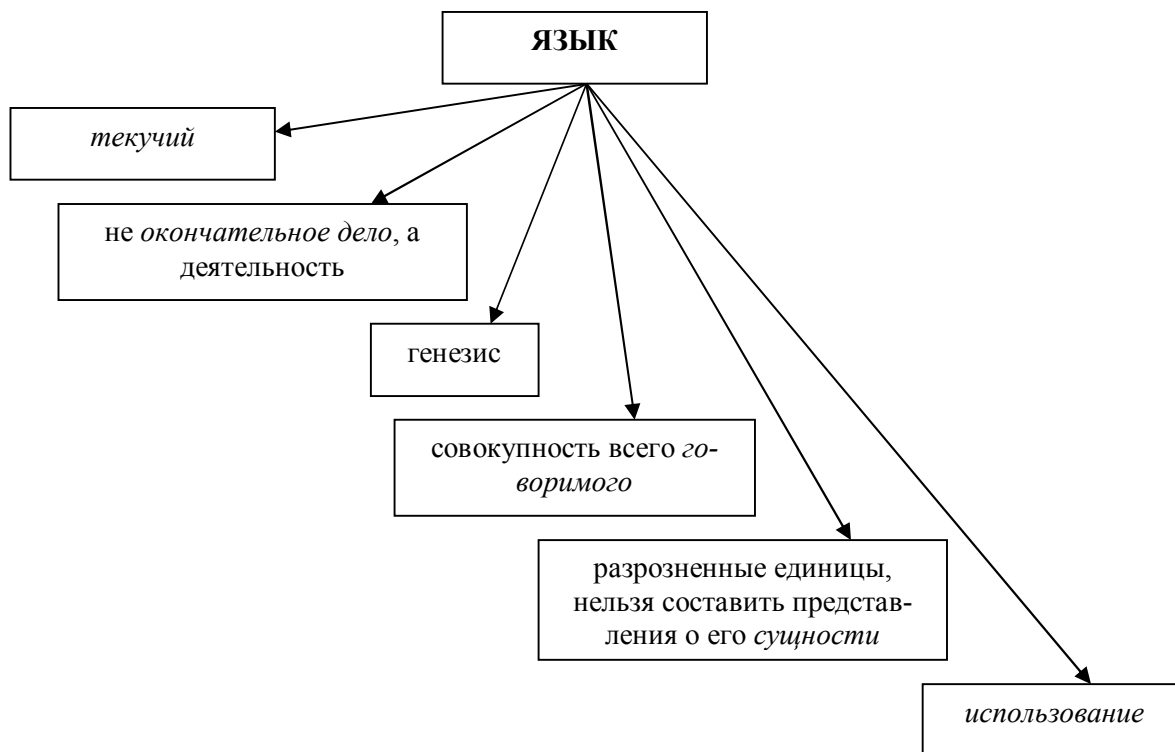 ЯЗЫК
текучий
не окончательное дело, а
деятельность
генезис
совокупность всего го-
воримого
разрозненные единицы,
нельзя составить представ-
ления о его сущности
использование